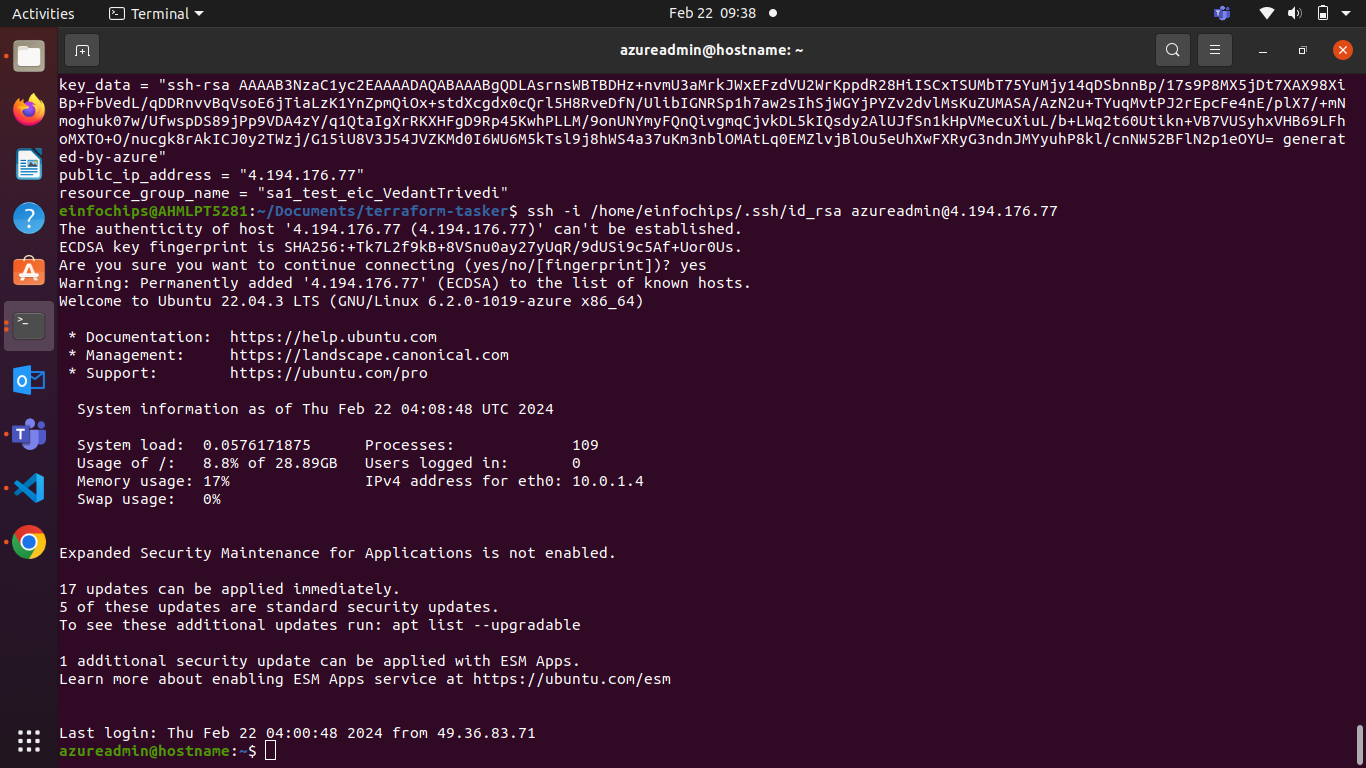 Activities Terminal Feb 22 09:38
azureadmin@hostname: ~
key_data = "ssh-rsa AAAAB3NzaC1yc2EAAAADAQABAAABgQDLAsrnsWBTBDHz+nvmU3aMrkJWxEFzdVU2WrKppdR28HiISCxTSUMbT75YuMjy14qDSbnnBp/17s9P8MX5jDt7XAX98Xi
Bp+FbVedL/qDDRnvvBqVsoE6jTiaLzK1YnZpmQiOx+stdXcgdx0cQrl5H8RveDfN/UlibIGNRSp1h7aw2sIhSjWGYjPYZv2dvlMsKuZUMASA/AzN2u+TYuqMvtPJ2rEpcFe4nE/plX7/+mN
moghuk07w/UfwspDS89jPp9VDA4zY/q1QtaIgXrRKXHFgD9Rp45KwhPLLM/9onUNYmyFQnQivgmqCjvkDL5kIQsdy2AlUJfSn1kHpVMecuXiuL/b+LWq2t60Utikn+VB7VUSyhxVHB69LFh
oMXTO+O/nucgk8rAkICJ0y2TWzj/G15iU8V3J54JVZKMd0I6WU6M5kTsl9j8hWS4a37uKm3nblOMAtLq0EMZlvjBlOu5eUhXwFXRyG3ndnJMYyuhP8kl/cnNW52BFlN2p1eOYU= generat
ed-by-azure"
public_ip_address = "4.194.176.77"
resource_group_name = "sa1_test_eic_VedantTrivedi"
einfochips@AHMLPT5281:~/Documents/terraform-tasker$ ssh -i /home/einfochips/.ssh/id_rsa azureadmin@4.194.176.77
The authenticity of host '4.194.176.77 (4.194.176.77)' can't be established.
ECDSA key fingerprint is SHA256:+Tk7L2f9kB+8VSnu0ay27yUqR/9dUSi9c5Af+Uor0Us.
Are you sure you want to continue connecting (yes/no/[fingerprint])? yes
Warning: Permanently added '4.194.176.77' (ECDSA) to the list of known hosts.
Welcome to Ubuntu 22.04.3 LTS (GNU/Linux 6.2.0-1019-azure x86_64)
* Documentation: https://help.ubuntu.com
* Management: https://landscape.canonical.com
* Support: https://ubuntu.com/pro
System information as of Thu Feb 22 04:08:48 UTC 2024
System load: 0.0576171875 Processes: 109
Usage of /: 8.8% of 28.89GB Users logged in: 0
Memory usage: 17% IPv4 address for eth0: 10.0.1.4
Swap usage: 0%
Expanded Security Maintenance for Applications is not enabled.
17 updates can be applied immediately.
5 of these updates are standard security updates.
To see these additional updates run: apt list --upgradable
1 additional security update can be applied with ESM Apps.
Learn more about enabling ESM Apps service at https://ubuntu.com/esm
Last login: Thu Feb 22 04:00:48 2024 from 49.36.83.71
azureadmin@hostname:~$